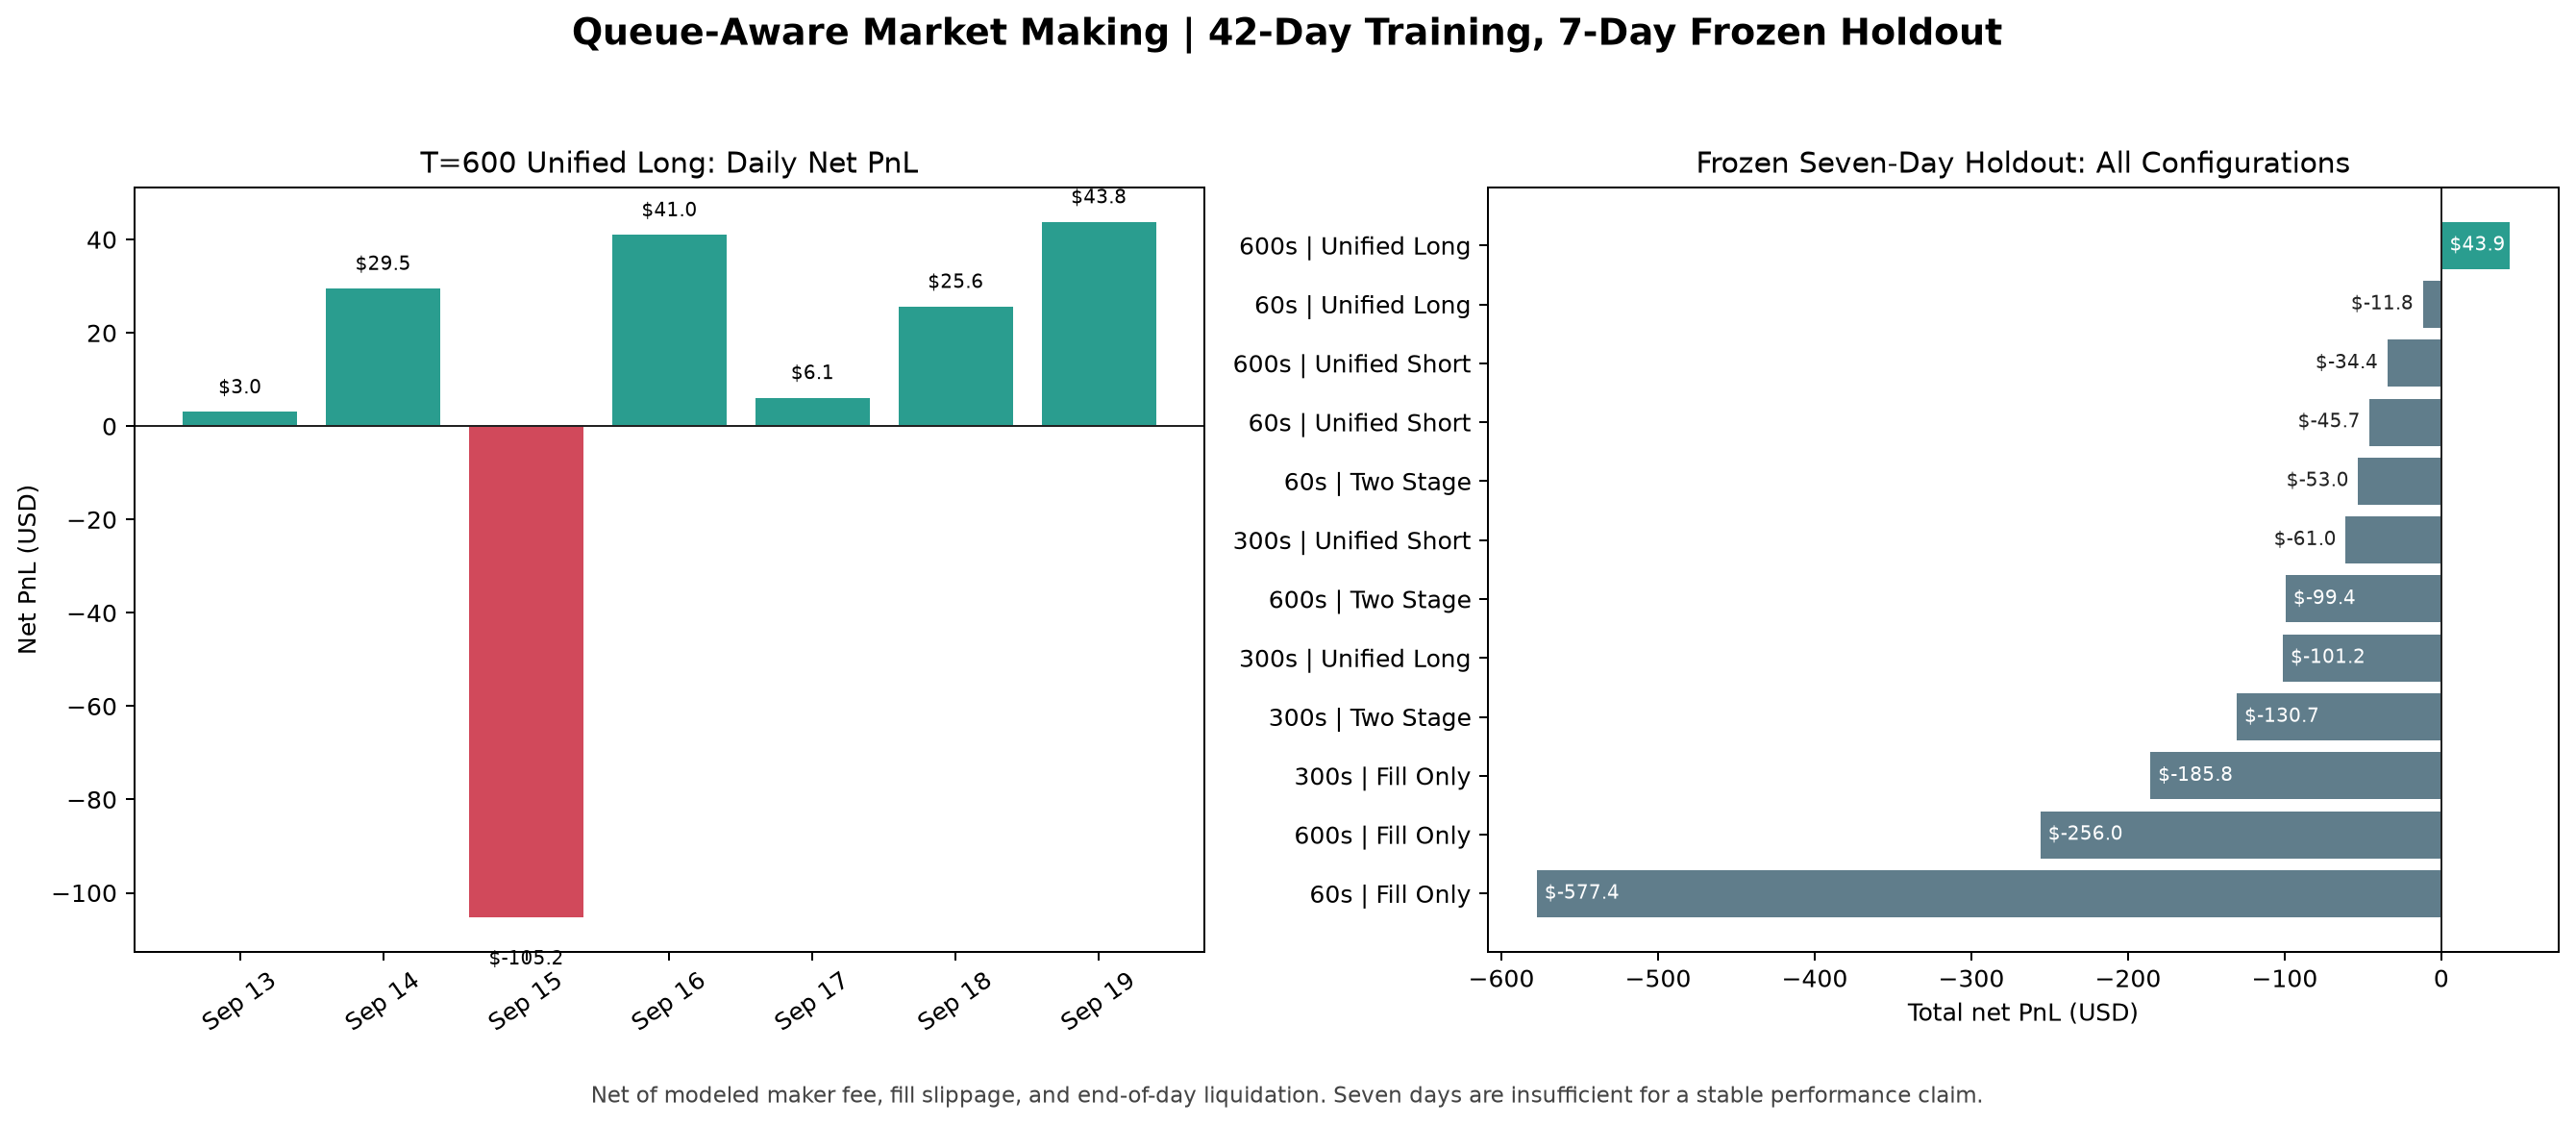 Queue-Aware Market Making | 42-Day Training, 7-Day Frozen Holdout
T=600 Unified Long: Daily Net PnL
Net PnL (USD)
40
20
0
−20
−40
−60
−80
−100
$3.0
$29.5
$-105.2
$41.0
$6.1
$25.6
$43.8
Sep 13
Sep 14
Sep 15
Sep 16
Sep 17
Sep 18
Sep 19
Frozen Seven-Day Holdout: All Configurations
600s | Unified Long $43.9
60s | Unified Long $-11.8
600s | Unified Short $-34.4
60s | Unified Short $-45.7
60s | Two Stage $-53.0
300s | Unified Short $-61.0
600s | Two Stage $-99.4
300s | Unified Long $-101.2
300s | Two Stage $-130.7
300s | Fill Only $-185.8
600s | Fill Only $-256.0
60s | Fill Only $-577.4
−600 −500 −400 −300 −200 −100 0
Total net PnL (USD)
Net of modeled maker fee, fill slippage, and end-of-day liquidation. Seven days are insufficient for a stable performance claim.